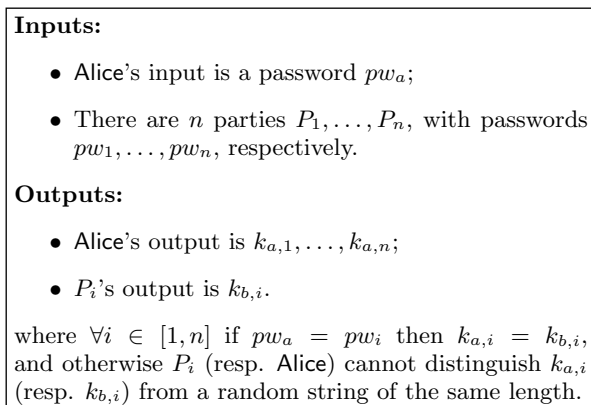 Inputs:
• Alice's input is a password pw_a;
• There are n parties P_1, . . . , P_n, with passwords
pw_1, . . . , pw_n, respectively.
Outputs:
• Alice's output is k_{a,1}, . . . , k_{a,n};
• P_i's output is k_{b,i}.
where ∀i ∈ [1, n] if pw_a = pw_i then k_{a,i} = k_{b,i},
and otherwise P_i (resp. Alice) cannot distinguish k_{a,i}
(resp. k_{b,i}) from a random string of the same length.